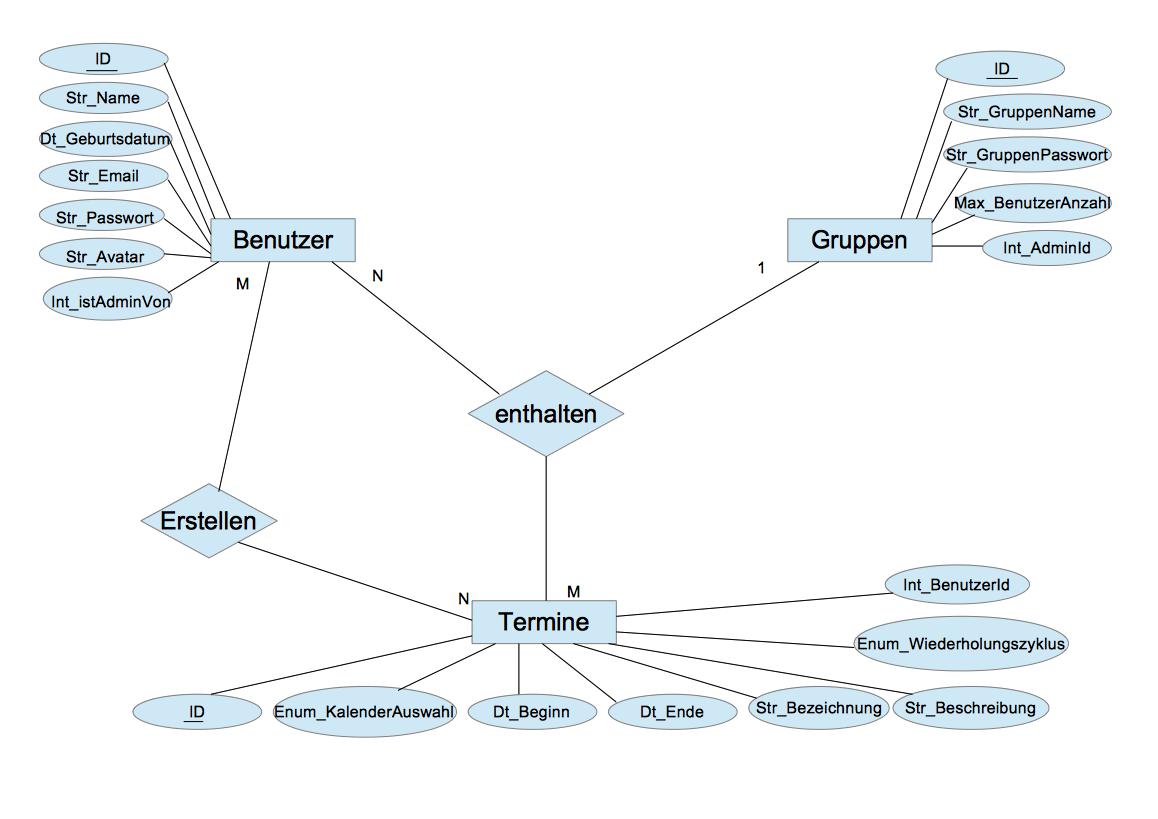 ID
Str_Name
Dt_Geburtsdatum
Str_Email
Str_Passwort
Str_Avatar
Int_istAdminVon
Benutzer
ID
Str_GruppenName
Str_GruppenPasswort
Max_BenutzerAnzahl
Int_AdminId
Gruppen
M
N
1
enthalten
Erstellen
N
M
Termine
Int_BenutzerId
Enum_Wiederholungszyklus
ID
Enum_KalenderAuswahl
Dt_Beginn
Dt_Ende
Str_Bezeichnung
Str_Beschreibung